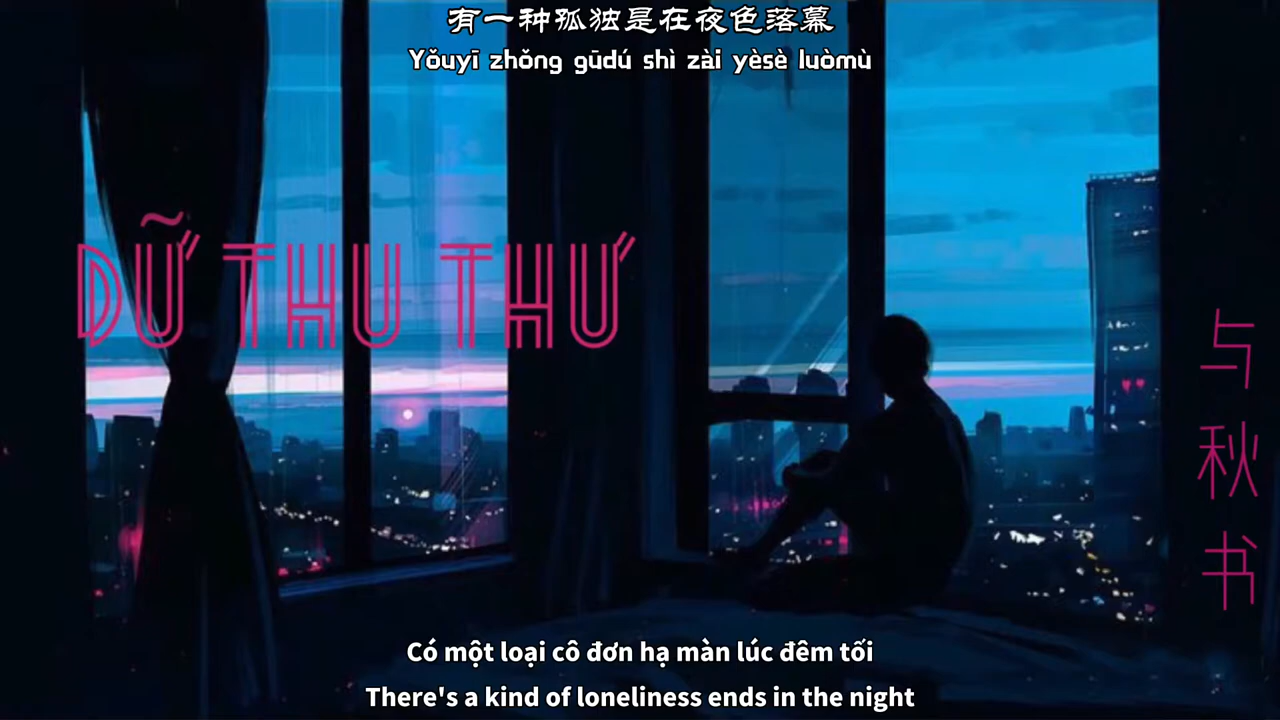 有一种孤独是在夜色落幕
Yǒuyī zhǒng gūdú shì zài yèsè luòmù
DỮ THU THƯ
与秋书
Có một loại cô đơn hạ màn lúc đêm tối
There's a kind of loneliness ends in the night